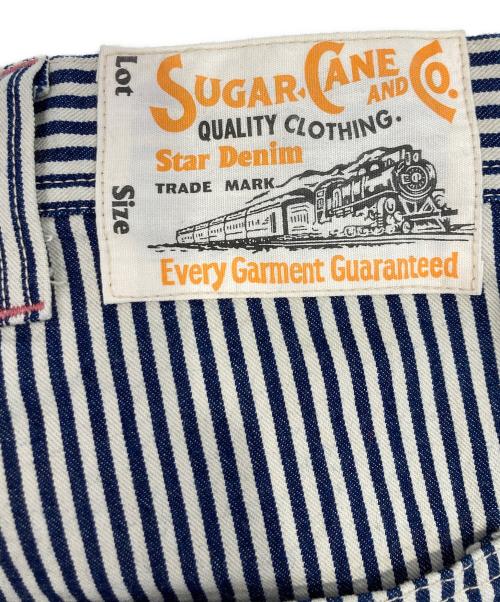 SUGAR CANE AND CO.
QUALITY CLOTHING.
Star Denim
TRADE MARK
Every Garment Guaranteed
Lot
Size